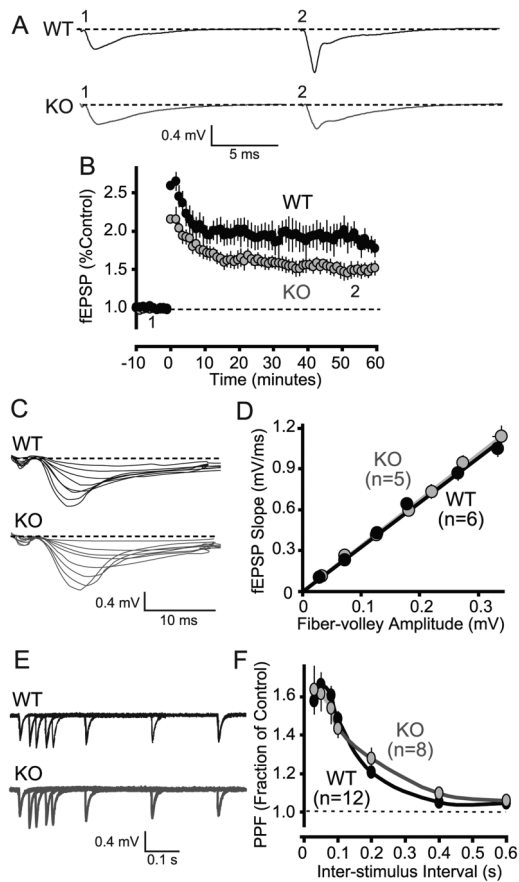 A
1
2
WT
1
2
KO
0.4 mV
5 ms
B
fEPSP (%Control)
2.5
2.0
1.5
1.0
WT
KO
2
1
-10 0 10 20 30 40 50 60
Time (minutes)
C
WT
KO
0.4 mV
10 ms
D
fEPSP Slope (mV/ms)
1.2
0.9
0.6
0.3
0
KO
(n=5)
WT
(n=6)
0 0.1 0.2 0.3
Fiber-volley Amplitude (mV)
E
WT
KO
0.4 mV
0.1 s
F
PPF (Fraction of Control)
1.6
1.4
1.2
1.0
KO
(n=8)
WT
(n=12)
0 0.1 0.2 0.3 0.4 0.5 0.6
Inter-stimulus Interval (s)